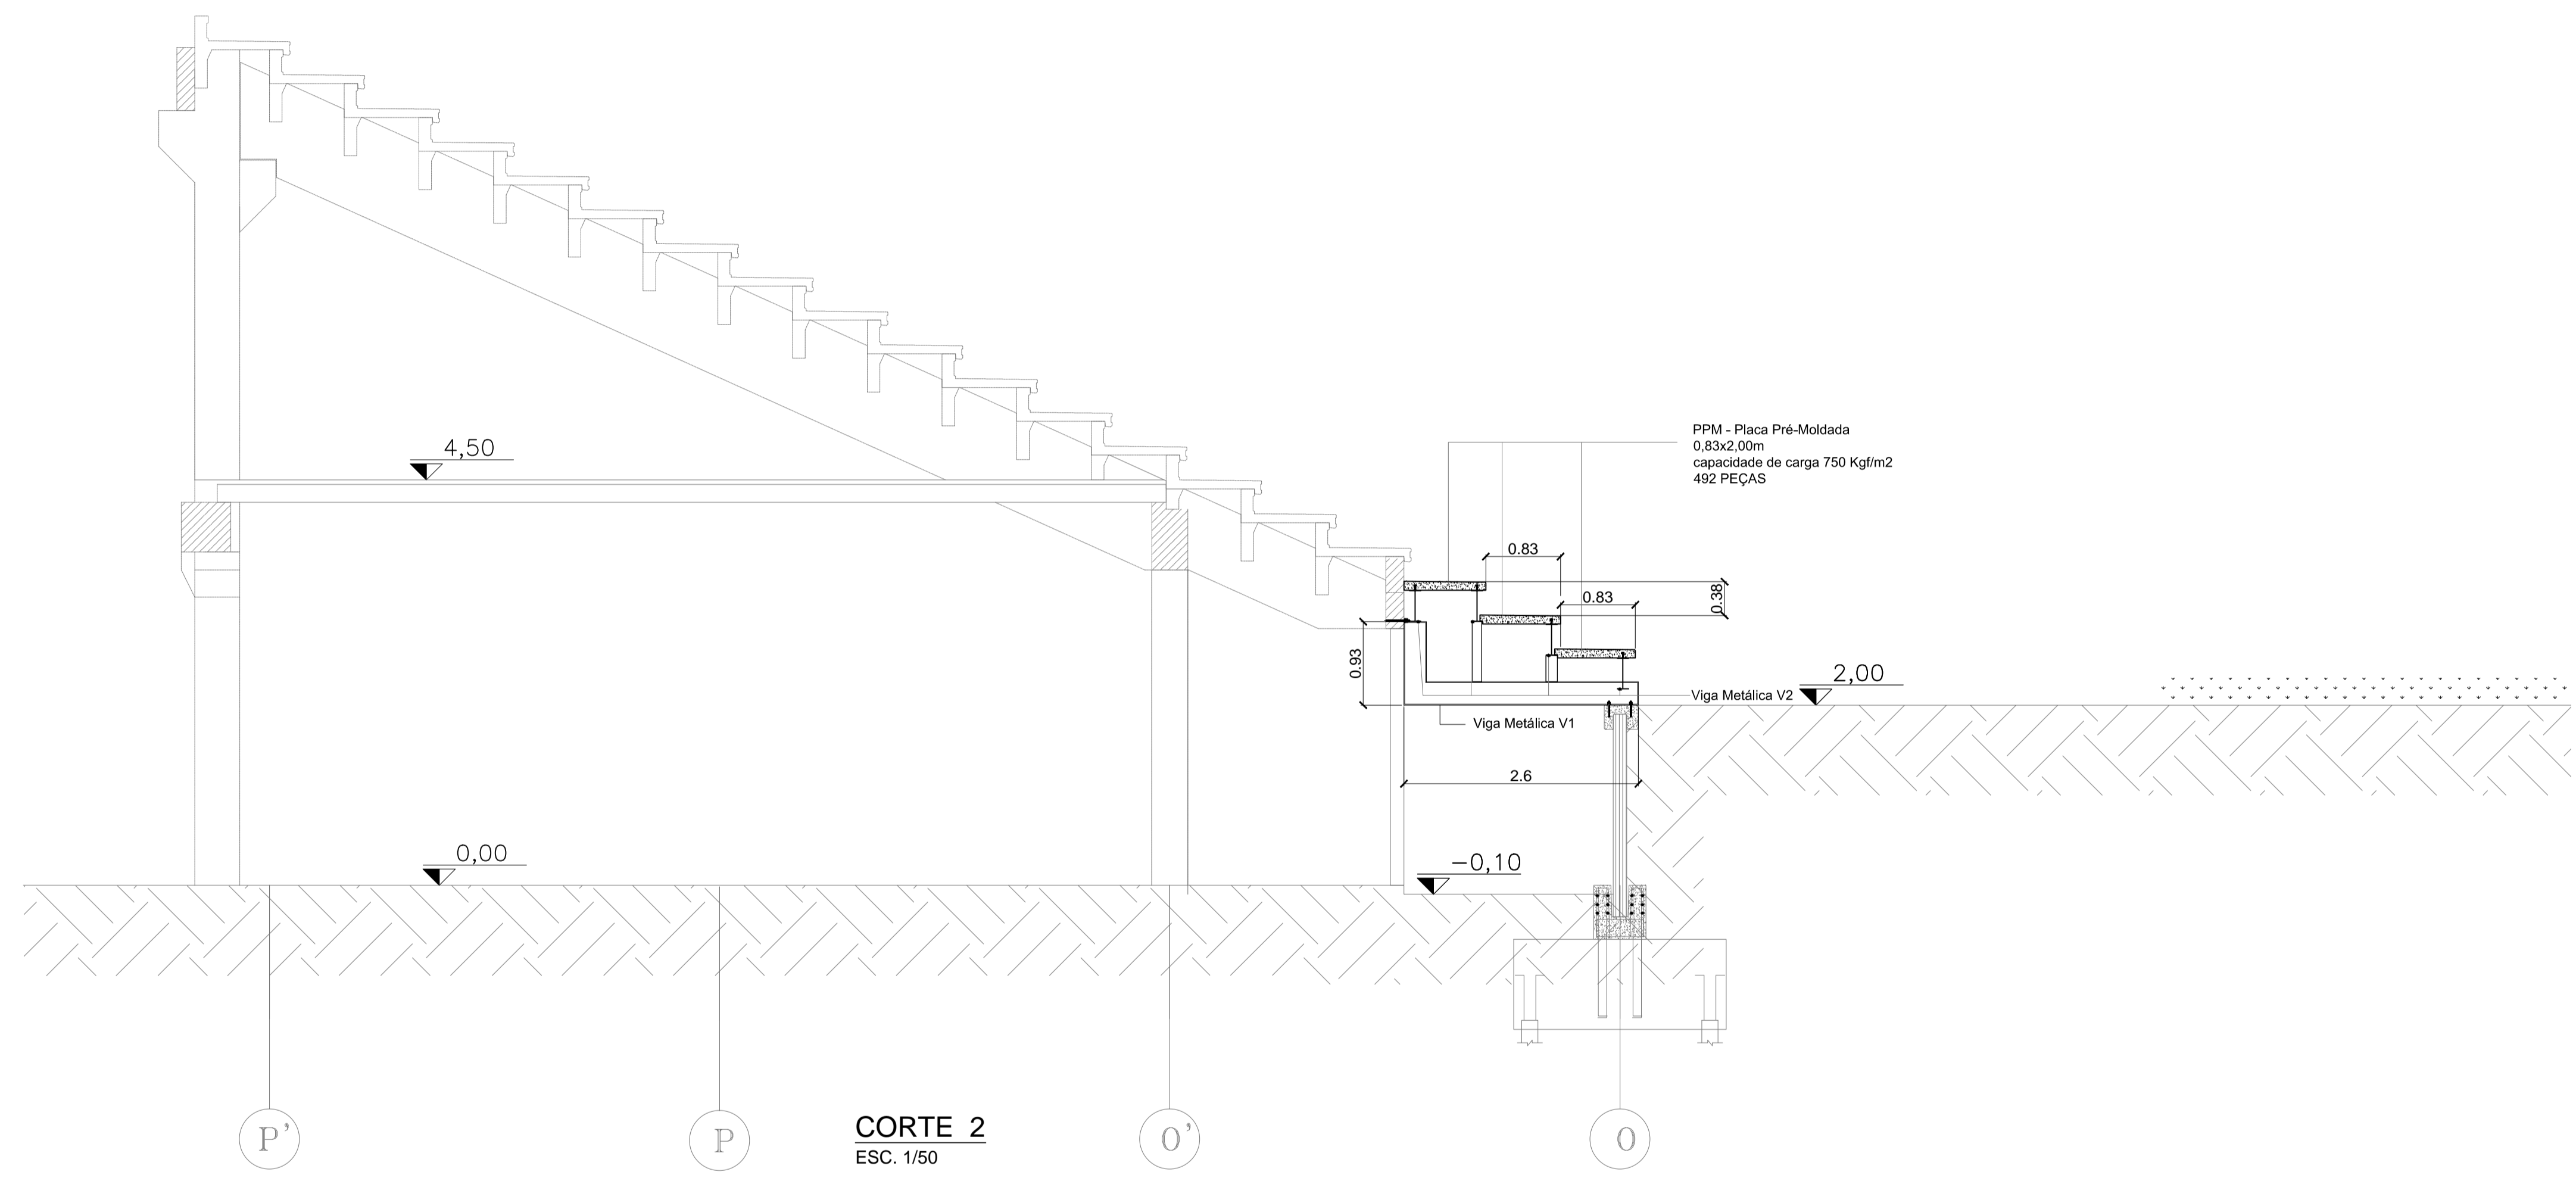 4,50
PPM - Placa Pré-Moldada
0,83x2,00m
capacidade de carga 750 Kgf/m2
492 PEÇAS
0.83
0.83
0.38
0.93
2,00
Viga Metálica V2
Viga Metálica V1
2.6
0,00
-0,10
P'
P
O'
O
CORTE 2
ESC. 1/50